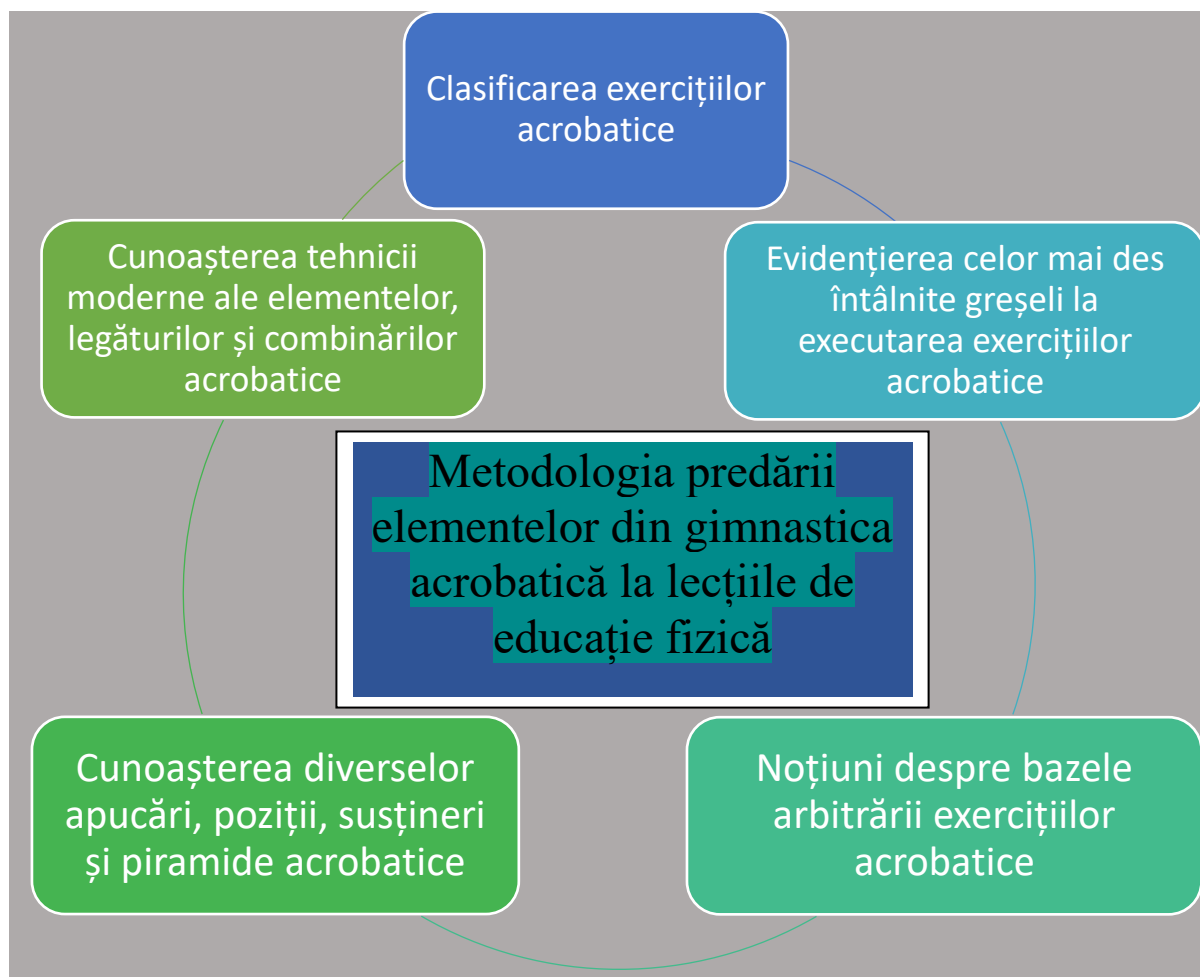 Clasificarea exercițiilor
acrobatice
Cunoașterea tehnicii
moderne ale elementelor,
legăturilor și combinărilor
acrobatice
Evidențierea celor mai des
întâlnite greșeli la
executarea exercițiilor
acrobatice
Metodologia predării
elementelor din gimnastica
acrobatică la lecțiile de
educație fizică
Cunoașterea diverselor
apucări, poziții, susțineri
și piramide acrobatice
Noțiuni despre bazele
arbitrării exercițiilor
acrobatice